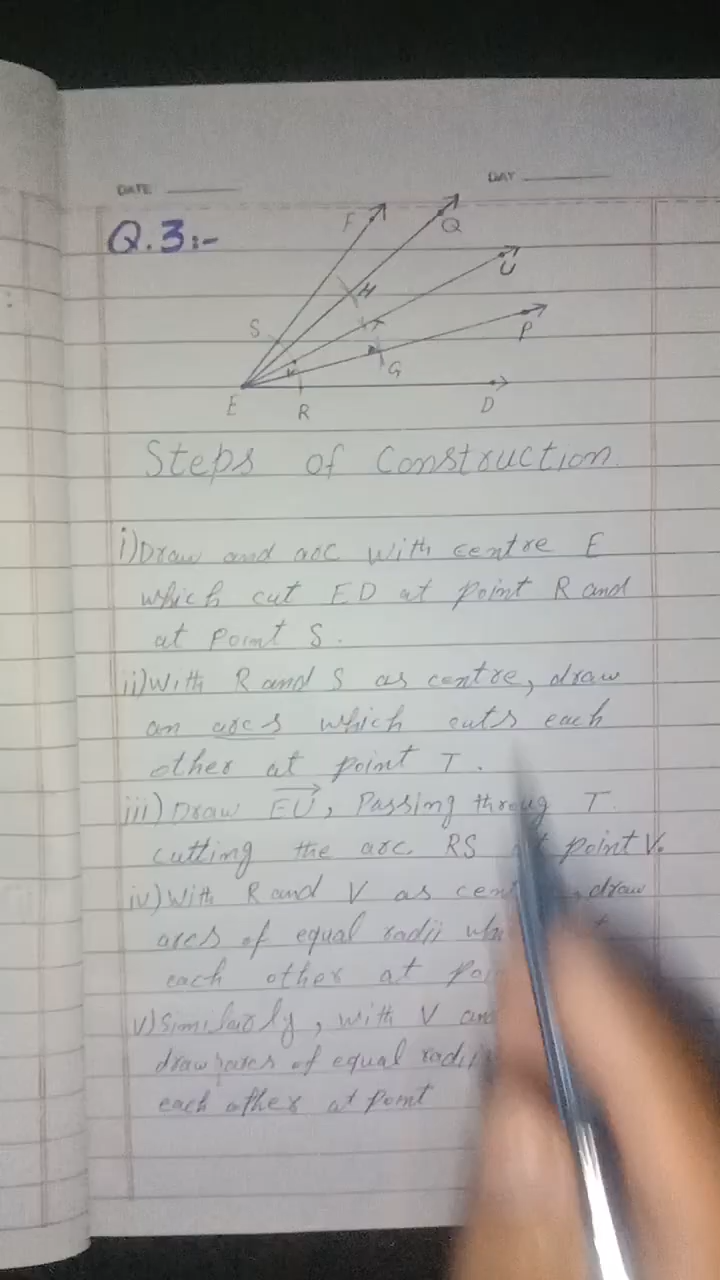 DATE
DAY
Q.3:-
F
Q
U
H
S
T
P
V
G
E
R
D
Steps of Construction
i) Draw and arc with centre E
which cut ED at point R and
at point S.
ii) With R and S as centre, draw
an arcs which cuts each
other at point T.
iii) Draw EU, Passing throug T
cutting the arc RS at point V.
iv) With R and V as draw
arcs of equal radii
each other at
v) Similarly, with V
draw arcs of equal radii
each other at point